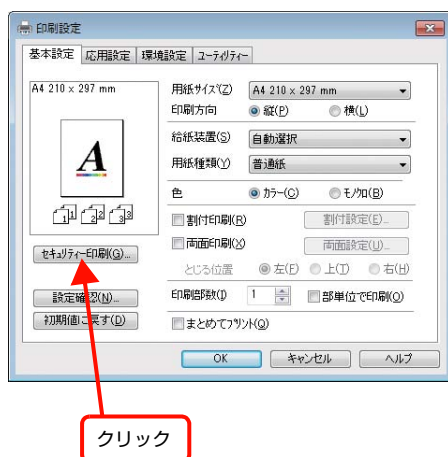 印刷設定
基本設定 応用設定 環境設定 ユーティリティー
A4 210 x 297 mm
用紙サイズ(Z) A4 210 x 297 mm
印刷方向 縦(P) 横(L)
給紙装置(S) 自動選択
用紙種類(Y) 普通紙
A
色 カラー(C) モノクロ(B)
1 1 2 2 3 3
割付印刷(R) 割付設定(E)...
両面印刷(X) 両面設定(U)...
セキュリティー印刷(G)...
とじる位置 左(F) 上(T) 右(H)
設定確認(N)...
印刷部数(I) 1 部単位で印刷(O)
初期値に戻す(D)
まとめてプリント(Q)
OK キャンセル ヘルプ
クリック